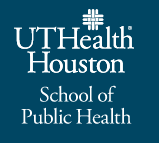 UTHealth
Houston
School of
Public Health